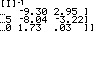 [I]-1
… -9.30 2.95 ]
…5 -8.04 -3.22]
…0 1.73 .03 ]]